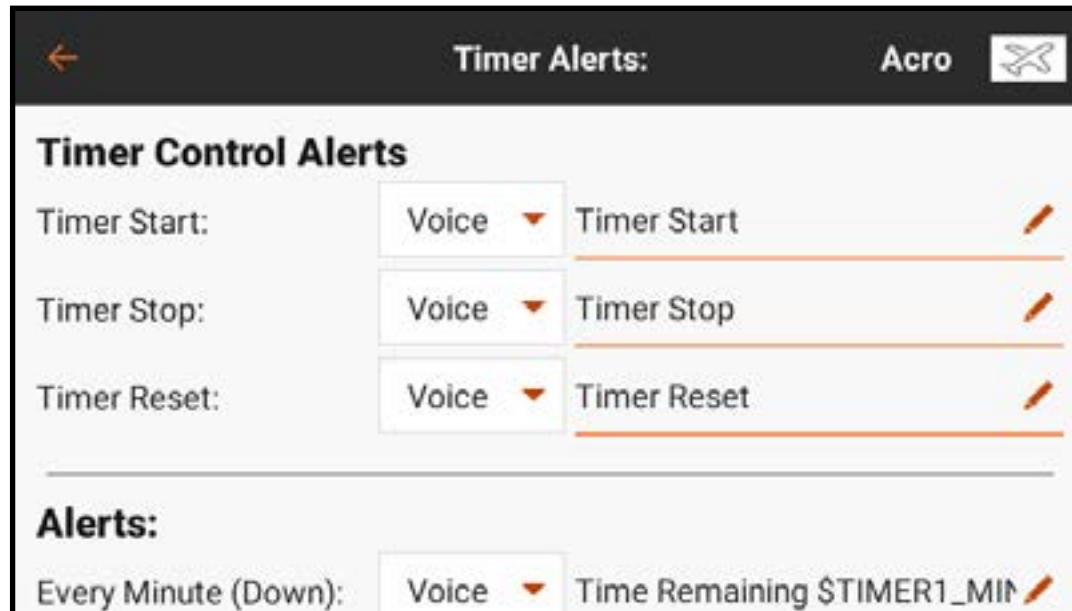 Timer Alerts: Acro
Timer Control Alerts
Timer Start: Voice Timer Start
Timer Stop: Voice Timer Stop
Timer Reset: Voice Timer Reset
Alerts:
Every Minute (Down): Voice Time Remaining $TIMER1_MIN